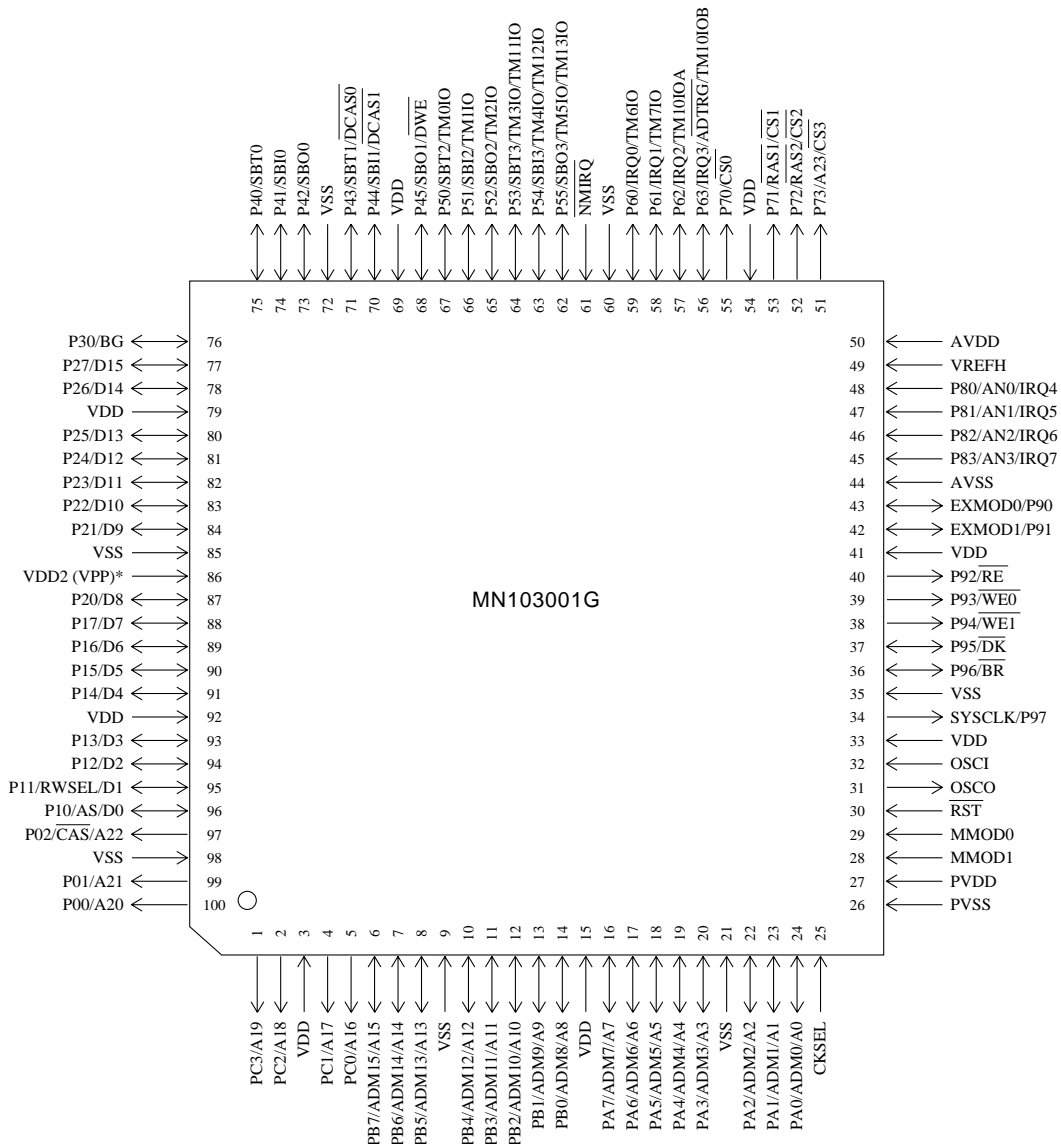 P40/SBT0
P41/SBI0
P42/SBO0
VSS
P43/SBT1/DCAS0
P44/SBI1/DCAS1
VDD
P45/SBO1/DWE
P50/SBT2/TM0IO
P51/SBI2/TM1IO
P52/SBO2/TM2IO
P53/SBT3/TM3IO/TM11IO
P54/SBI3/TM4IO/TM12IO
P55/SBO3/TM5IO/TM13IO
NMIRQ
VSS
P60/IRQ0/TM6IO
P61/IRQ1/TM7IO
P62/IRQ2/TM10IOA
P63/IRQ3/ADTRG/TM10IOB
P70/CS0
VDD
P71/RAS1/CS1
P72/RAS2/CS2
P73/A23/CS3
75 74 73 72 71 70 69 68 67 66 65 64 63 62 61 60 59 58 57 56 55 54 53 52 51
P30/BG 76
P27/D15 77
P26/D14 78
VDD 79
P25/D13 80
P24/D12 81
P23/D11 82
P22/D10 83
P21/D9 84
VSS 85
VDD2 (VPP)* 86
P20/D8 87
P17/D7 88
P16/D6 89
P15/D5 90
P14/D4 91
VDD 92
P13/D3 93
P12/D2 94
P11/RWSEL/D1 95
P10/AS/D0 96
P02/CAS/A22 97
VSS 98
P01/A21 99
P00/A20 100
MN103001G
50 AVDD
49 VREFH
48 P80/AN0/IRQ4
47 P81/AN1/IRQ5
46 P82/AN2/IRQ6
45 P83/AN3/IRQ7
44 AVSS
43 EXMOD0/P90
42 EXMOD1/P91
41 VDD
40 P92/RE
39 P93/WE0
38 P94/WE1
37 P95/DK
36 P96/BR
35 VSS
34 SYSCLK/P97
33 VDD
32 OSCI
31 OSCO
30 RST
29 MMOD0
28 MMOD1
27 PVDD
26 PVSS
1 2 3 4 5 6 7 8 9 10 11 12 13 14 15 16 17 18 19 20 21 22 23 24 25
PC3/A19
PC2/A18
VDD
PC1/A17
PC0/A16
PB7/ADM15/A15
PB6/ADM14/A14
PB5/ADM13/A13
VSS
PB4/ADM12/A12
PB3/ADM11/A11
PB2/ADM10/A10
PB1/ADM9/A9
PB0/ADM8/A8
VDD
PA7/ADM7/A7
PA6/ADM6/A6
PA5/ADM5/A5
PA4/ADM4/A4
PA3/ADM3/A3
VSS
PA2/ADM2/A2
PA1/ADM1/A1
PA0/ADM0/A0
CKSEL